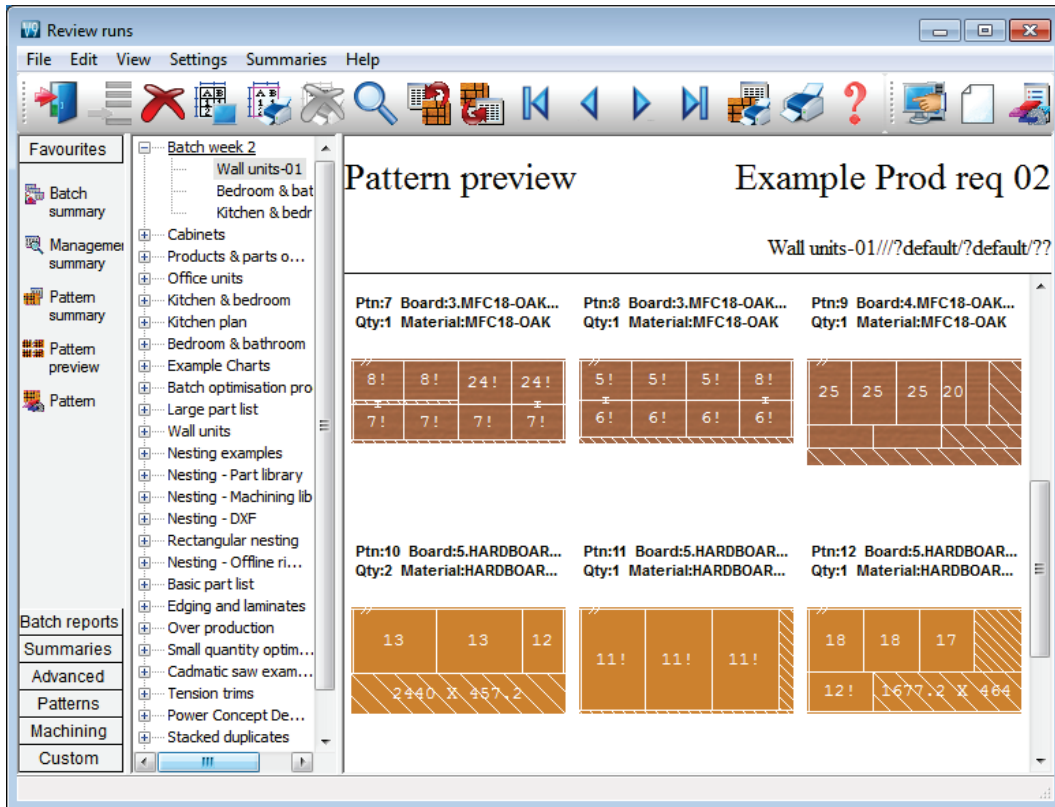 V9 Review runs
File Edit View Settings Summaries Help
Favourites
Batch
summary
Managemer
summary
Pattern
summary
Pattern
preview
Pattern
Batch reports
Summaries
Advanced
Patterns
Machining
Custom
Batch week 2
Wall units-01
Bedroom & bat
Kitchen & bedr
Cabinets
Products & parts o...
Office units
Kitchen & bedroom
Kitchen plan
Bedroom & bathroom
Example Charts
Batch optimisation pro
Large part list
Wall units
Nesting examples
Nesting - Part library
Nesting - Machining lib
Nesting - DXF
Rectangular nesting
Nesting - Offline ri...
Basic part list
Edging and laminates
Over production
Small quantity optim...
Cadmatic saw exam...
Tension trims
Power Concept De...
Stacked duplicates
Pattern preview Example Prod req 02
Wall units-01///?default/?default/??
Ptn:7 Board:3.MFC18-OAK...
Qty:1 Material:MFC18-OAK
8! 8! 24! 24!
7! 7! 7! 7!
Ptn:8 Board:3.MFC18-OAK...
Qty:1 Material:MFC18-OAK
5! 5! 5! 8!
6! 6! 6! 6!
Ptn:9 Board:4.MFC18-OAK...
Qty:1 Material:MFC18-OAK
25 25 25 20
Ptn:10 Board:5.HARDBOAR...
Qty:2 Material:HARDBOAR...
13 13 12
2440 X 457.2
Ptn:11 Board:5.HARDBOAR...
Qty:1 Material:HARDBOAR...
11! 11! 11!
Ptn:12 Board:5.HARDBOAR...
Qty:1 Material:HARDBOAR...
18 18 17
12! 1677.2 X 464